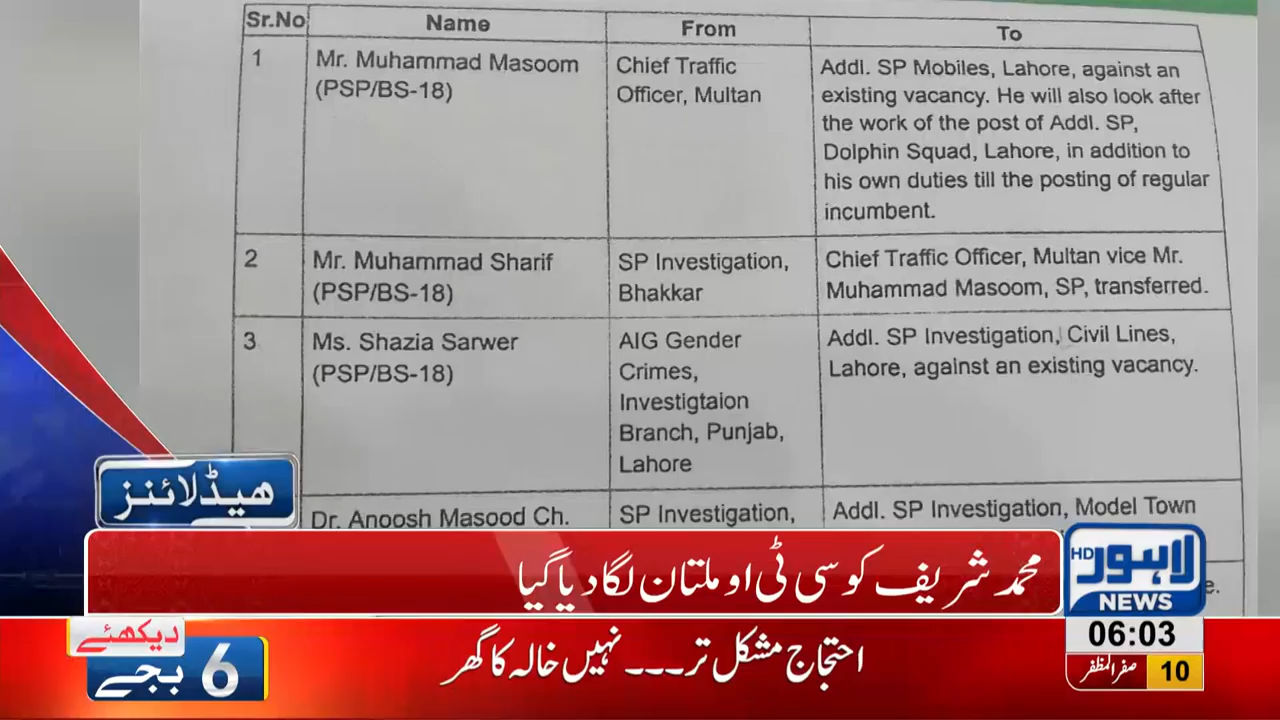 Sr.No Name From To
1 Mr. Muhammad Masoom Chief Traffic Addl. SP Mobiles, Lahore, against an
(PSP/BS-18) Officer, Multan existing vacancy. He will also look after
the work of the post of Addl. SP,
Dolphin Squad, Lahore, in addition to
his own duties till the posting of regular
incumbent.
2 Mr. Muhammad Sharif SP Investigation, Chief Traffic Officer, Multan vice Mr.
(PSP/BS-18) Bhakkar Muhammad Masoom, SP, transferred.
3 Ms. Shazia Sarwer AIG Gender Addl. SP Investigation, Civil Lines,
(PSP/BS-18) Crimes, Lahore, against an existing vacancy.
Investigtaion
Branch, Punjab,
Lahore
Dr. Anoosh Masood Ch. SP Investigation, Addl. SP Investigation, Model Town
ھیڈلائنز
محمد شریف کو سی ٹی او ملتان لگا دیا گیا
لاہور HD
NEWS
06:03
10 صفر المظفر
دیکھئے
6 بجے
احتجاج مشکل تر۔۔۔ نہیں خالہ کا گھر